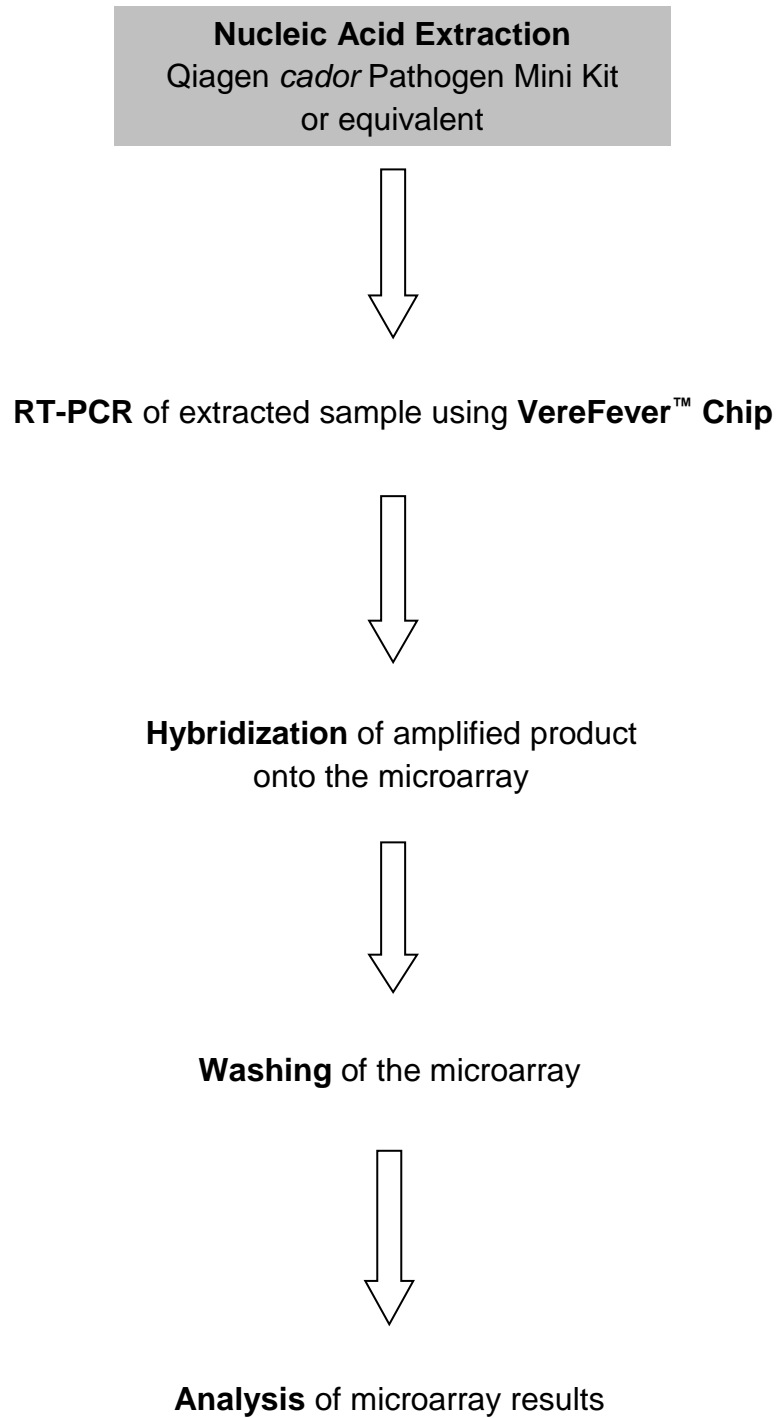 Nucleic Acid Extraction
Qiagen cador Pathogen Mini Kit
or equivalent
RT-PCR of extracted sample using VereFever™ Chip
Hybridization of amplified product
onto the microarray
Washing of the microarray
Analysis of microarray results